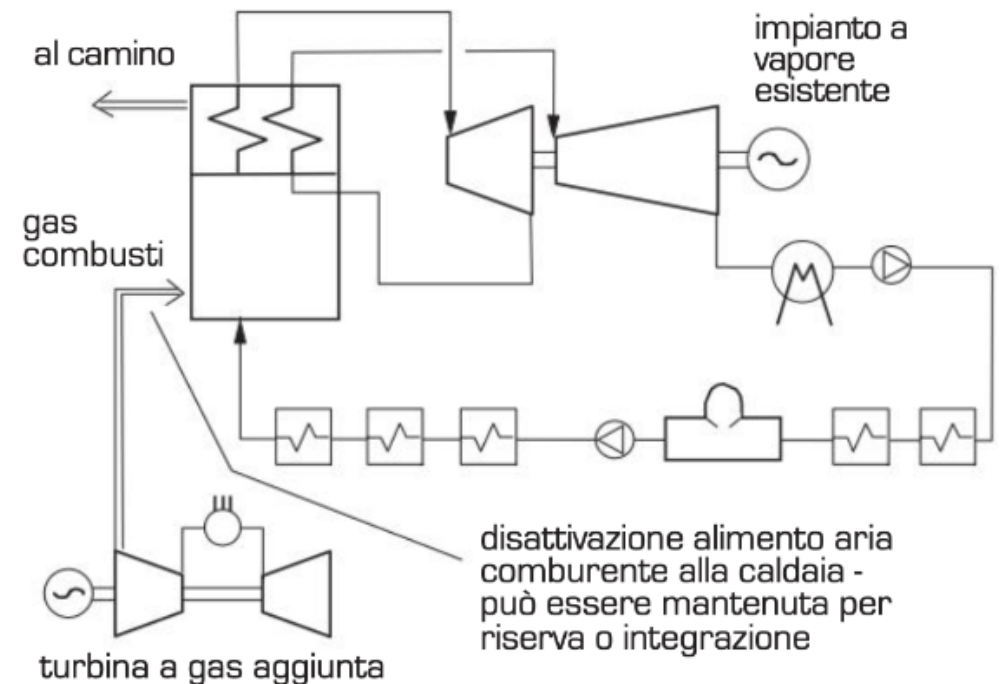 al camino
impianto a
vapore
esistente
gas
combusti
disattivazione alimento aria
comburente alla caldaia -
può essere mantenuta per
riserva o integrazione
turbina a gas aggiunta